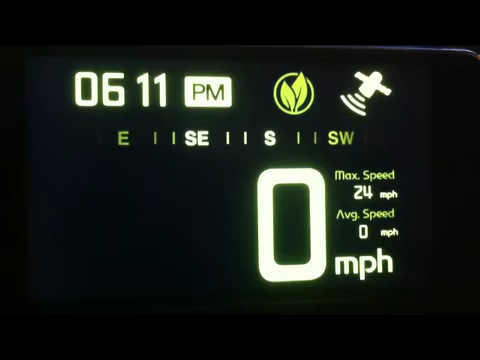 06 11 PM
E SE S SW
Max. Speed
24 mph
Avg. Speed
0 mph
0 mph